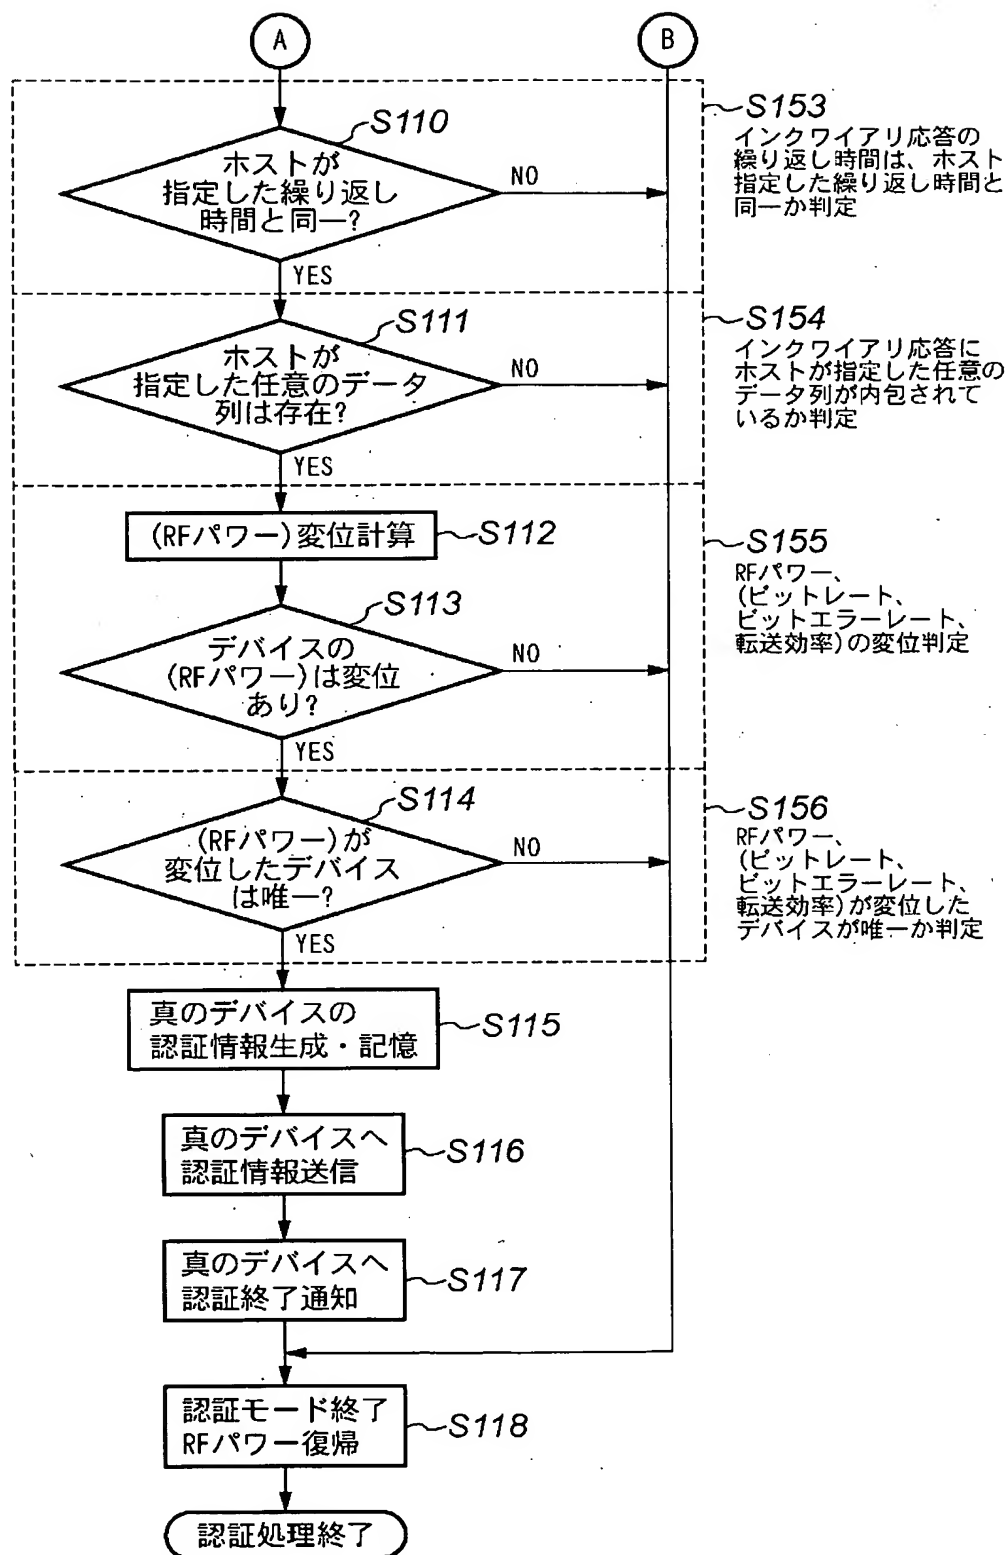 A
B
S110
ホストが
指定した繰り返し
時間と同一?
NO
YES
S153
インクワイアリ応答の
繰り返し時間は、ホスト
指定した繰り返し時間と
同一か判定
S111
ホストが
指定した任意のデータ
列は存在?
NO
YES
S154
インクワイアリ応答に
ホストが指定した任意の
データ列が内包されて
いるか判定
(RFパワー)変位計算
S112
S113
デバイスの
(RFパワー)は変位
あり?
NO
YES
S155
RFパワー、
(ビットレート、
ビットエラーレート、
転送効率)の変位判定
S114
(RFパワー)が
変位したデバイス
は唯一?
NO
YES
S156
RFパワー、
(ビットレート、
ビットエラーレート、
転送効率)が変位した
デバイスが唯一か判定
真のデバイスの
認証情報生成・記憶
S115
真のデバイスへ
認証情報送信
S116
真のデバイスへ
認証終了通知
S117
認証モード終了
RFパワー復帰
S118
認証処理終了